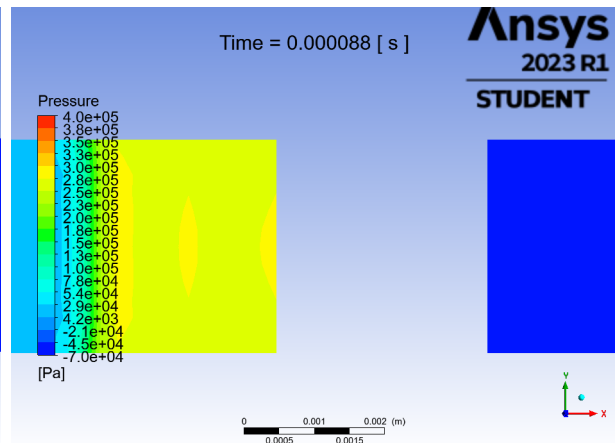 Time = 0.000088 [ s ]
Ansys
2023 R1
STUDENT
Pressure
4.0e+05
3.8e+05
3.5e+05
3.3e+05
3.0e+05
2.8e+05
2.5e+05
2.3e+05
2.0e+05
1.8e+05
1.5e+05
1.3e+05
1.0e+05
7.8e+04
5.4e+04
2.9e+04
4.2e+03
-2.1e+04
-4.5e+04
-7.0e+04
[Pa]
Y
X
0 0.001 0.002 (m)
0.0005 0.0015